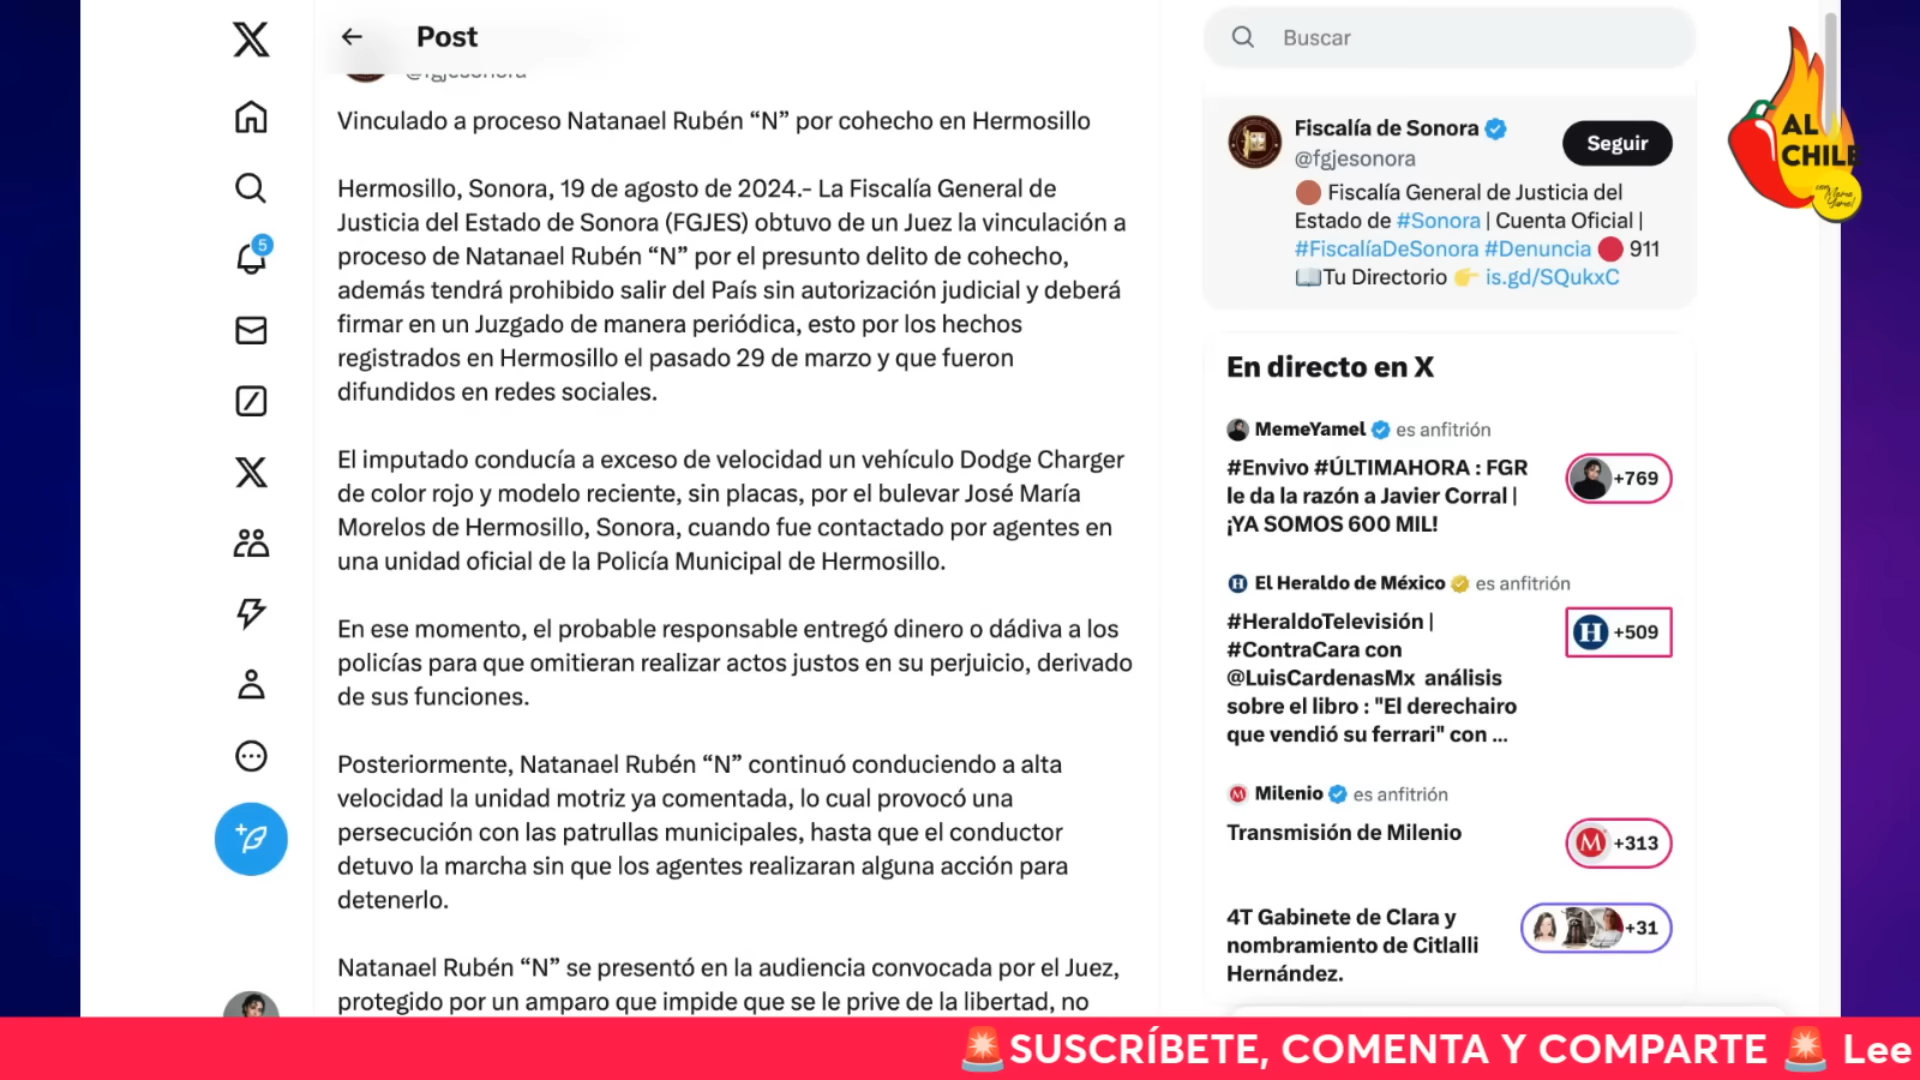 Post
Buscar
@fgjesonora
Vinculado a proceso Natanael Rubén “N” por cohecho en Hermosillo
Hermosillo, Sonora, 19 de agosto de 2024.- La Fiscalía General de
Justicia del Estado de Sonora (FGJES) obtuvo de un Juez la vinculación a
proceso de Natanael Rubén “N” por el presunto delito de cohecho,
además tendrá prohibido salir del País sin autorización judicial y deberá
firmar en un Juzgado de manera periódica, esto por los hechos
registrados en Hermosillo el pasado 29 de marzo y que fueron
difundidos en redes sociales.
El imputado conducía a exceso de velocidad un vehículo Dodge Charger
de color rojo y modelo reciente, sin placas, por el bulevar José María
Morelos de Hermosillo, Sonora, cuando fue contactado por agentes en
una unidad oficial de la Policía Municipal de Hermosillo.
En ese momento, el probable responsable entregó dinero o dádiva a los
policías para que omitieran realizar actos justos en su perjuicio, derivado
de sus funciones.
Posteriormente, Natanael Rubén “N” continuó conduciendo a alta
velocidad la unidad motriz ya comentada, lo cual provocó una
persecución con las patrullas municipales, hasta que el conductor
detuvo la marcha sin que los agentes realizaran alguna acción para
detenerlo.
Natanael Rubén “N” se presentó en la audiencia convocada por el Juez,
protegido por un amparo que impide que se le prive de la libertad, no
5
Fiscalía de Sonora
@fgjesonora
Seguir
Fiscalía General de Justicia del
Estado de #Sonora | Cuenta Oficial |
#FiscalíaDeSonora #Denuncia 🔴 911
📖Tu Directorio 👉 is.gd/SQukxC
En directo en X
MemeYamel es anfitrión
#Envivo #ÚLTIMAHORA : FGR
le da la razón a Javier Corral |
¡YA SOMOS 600 MIL!
+769
El Heraldo de México es anfitrión
#HeraldoTelevisión |
#ContraCara con
@LuisCardenasMx análisis
sobre el libro : "El derechairo
que vendió su ferrari" con ...
H +509
Milenio es anfitrión
Transmisión de Milenio
M +313
4T Gabinete de Clara y
nombramiento de Citlalli
Hernández.
+31
AL
CHILE
con Meme Yamel
🚨SUSCRÍBETE, COMENTA Y COMPARTE 🚨 Lee